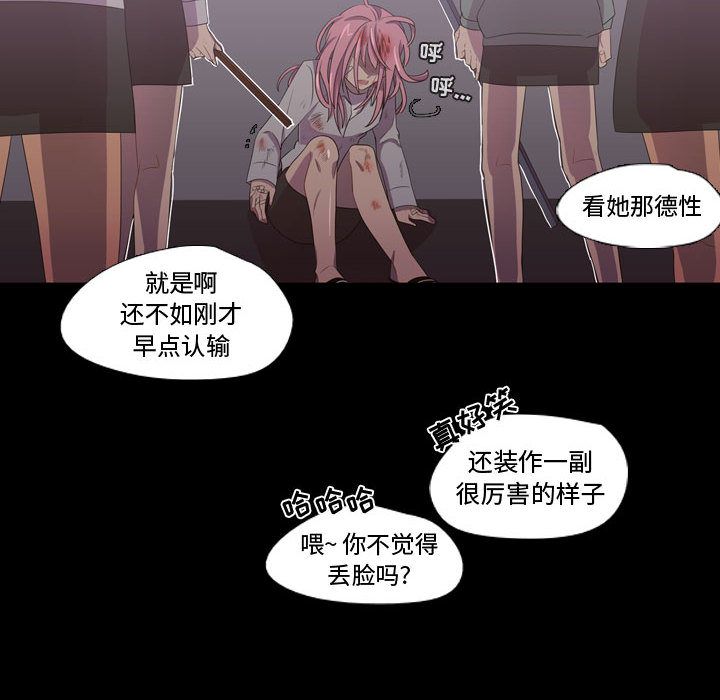 呼
呼...
看她那德性
就是啊
还不如刚才
早点认输
真好笑
还装作一副
很厉害的样子
哈哈哈
喂~ 你不觉得
丢脸吗?